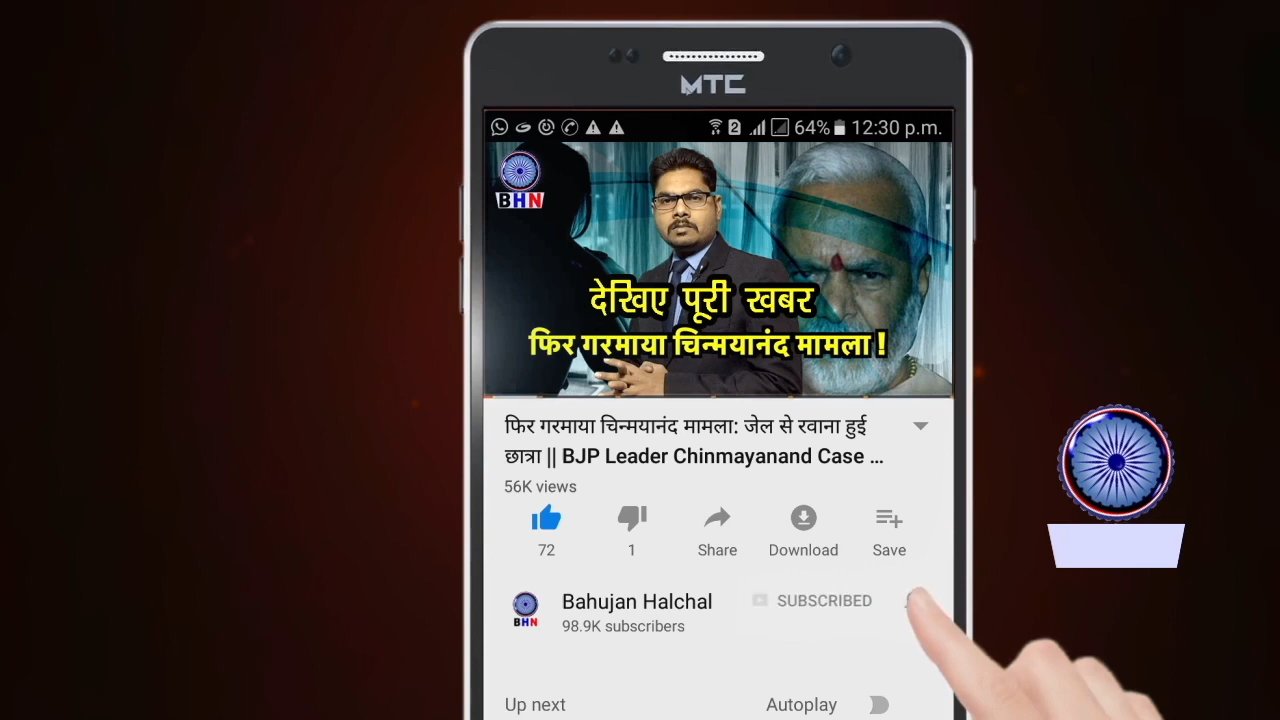 MTC
2 64% 12:30 p.m.
BHN
देखिए पूरी खबर
फिर गरमाया चिन्मयानंद मामला !
फिर गरमाया चिन्मयानंद मामला: जेल से रवाना हुई
छात्रा || BJP Leader Chinmayanand Case ...
56K views
72 1 Share Download Save
Bahujan Halchal SUBSCRIBED
BHN
98.9K subscribers
Up next Autoplay